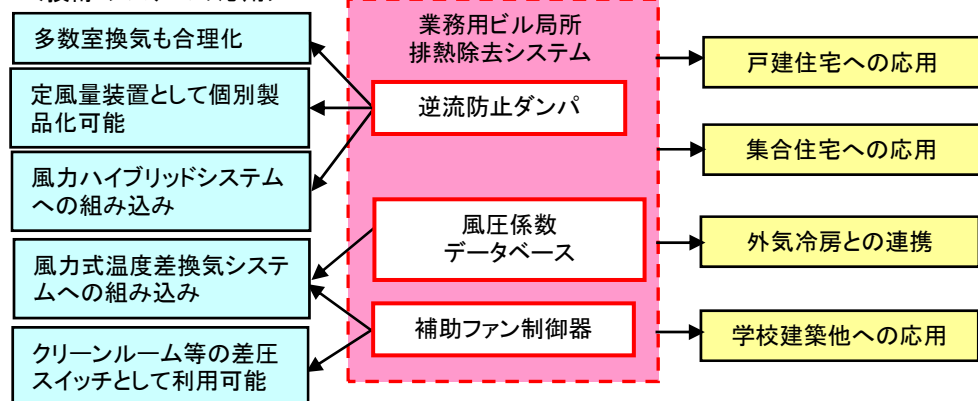 多数室換気も合理化
定風量装置として個別製
品化可能
風力ハイブリッドシステム
への組み込み
風力式温度差換気システ
ムへの組み込み
クリーンルーム等の差圧
スイッチとして利用可能
業務用ビル局所
排熱除去システム
逆流防止ダンパ
風圧係数
データベース
補助ファン制御器
戸建住宅への応用
集合住宅への応用
外気冷房との連携
学校建築他への応用